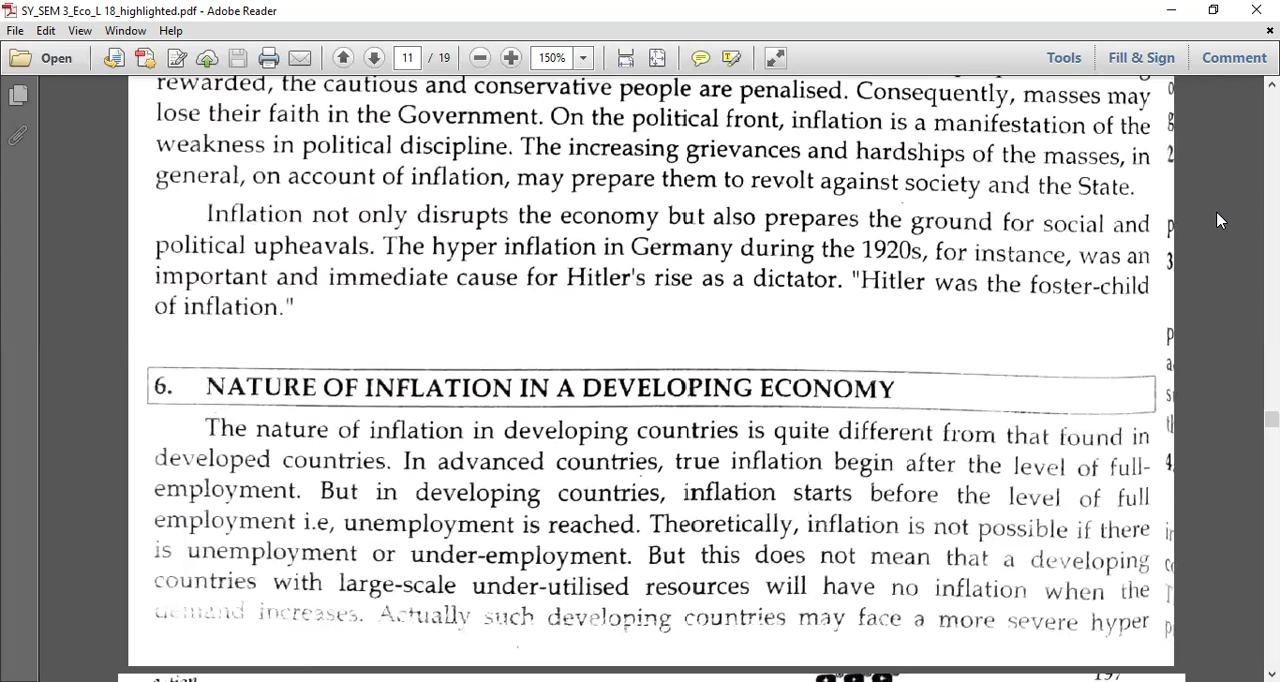 SY_SEM 3_Eco_L 18_highlighted.pdf - Adobe Reader
File Edit View Window Help
Open 11 / 19 150% Tools Fill & Sign Comment
rewarded, the cautious and conservative people are penalised. Consequently, masses may
lose their faith in the Government. On the political front, inflation is a manifestation of the
weakness in political discipline. The increasing grievances and hardships of the masses, in
general, on account of inflation, may prepare them to revolt against society and the State.
Inflation not only disrupts the economy but also prepares the ground for social and
political upheavals. The hyper inflation in Germany during the 1920s, for instance, was an
important and immediate cause for Hitler's rise as a dictator. "Hitler was the foster-child
of inflation."
6. NATURE OF INFLATION IN A DEVELOPING ECONOMY
The nature of inflation in developing countries is quite different from that found in
developed countries. In advanced countries, true inflation begin after the level of full-
employment. But in developing countries, inflation starts before the level of full
employment i.e, unemployment is reached. Theoretically, inflation is not possible if there
is unemployment or under-employment. But this does not mean that a developing
countries with large-scale under-utilised resources will have no inflation when the
demand increases. Actually such developing countries may face a more severe hyper